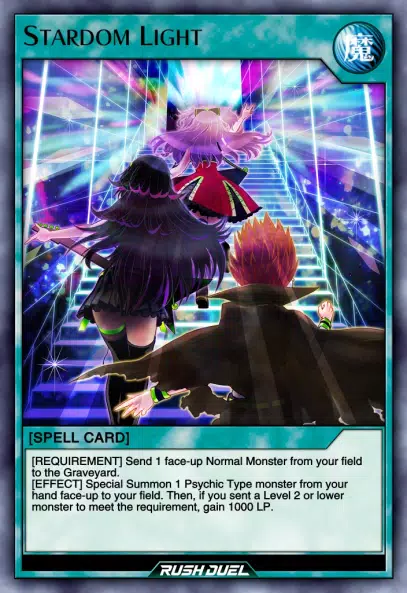 STARDOM LIGHT
魔
[SPELL CARD]
[REQUIREMENT] Send 1 face-up Normal Monster from your field
to the Graveyard.
[EFFECT] Special Summon 1 Psychic Type monster from your
hand face-up to your field. Then, if you sent a Level 2 or lower
monster to meet the requirement, gain 1000 LP.
RUSH DUEL